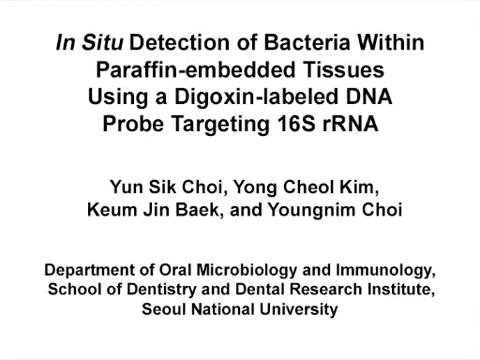 In Situ Detection of Bacteria Within
Paraffin-embedded Tissues
Using a Digoxin-labeled DNA
Probe Targeting 16S rRNA
Yun Sik Choi, Yong Cheol Kim,
Keum Jin Baek, and Youngnim Choi
Department of Oral Microbiology and Immunology,
School of Dentistry and Dental Research Institute,
Seoul National University